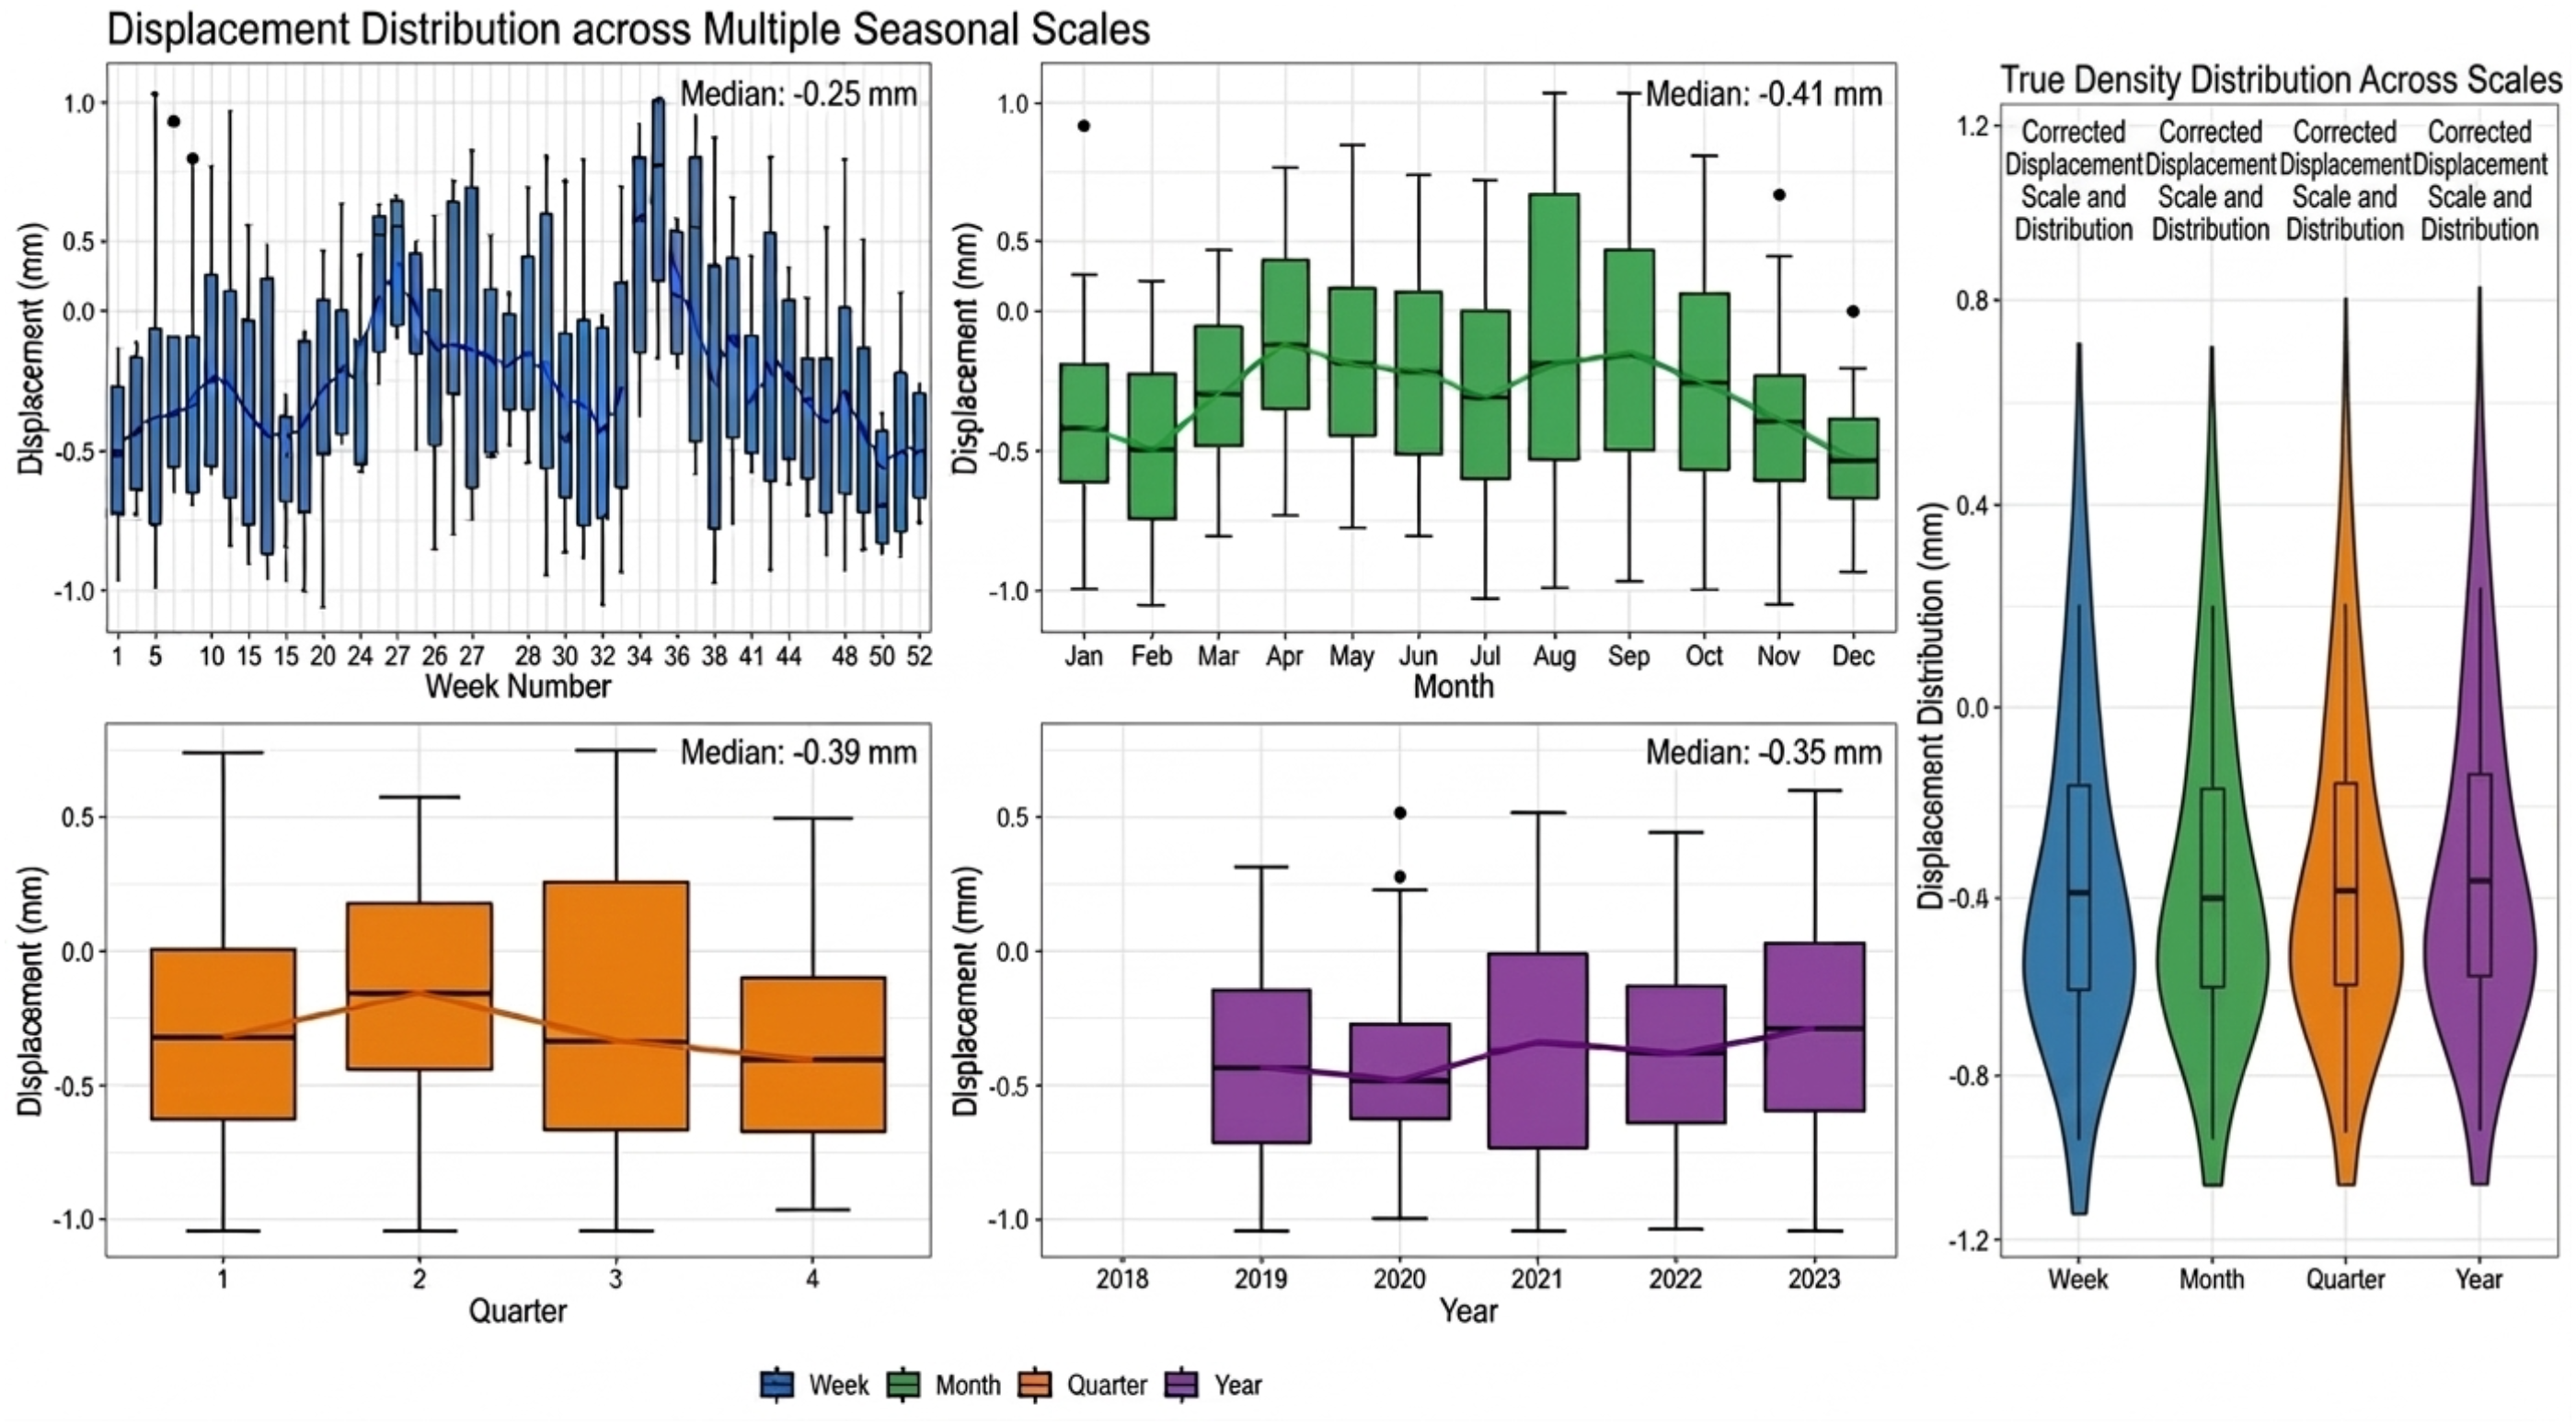 Displacement Distribution across Multiple Seasonal Scales
Median: -0.25 mm
Displacement (mm)
1.0
0.5
0.0
-0.5
-1.0
1 5 10 15 15 20 24 27 26 27 28 30 32 34 36 38 41 44 48 50 52
Week Number
Median: -0.41 mm
Displacement (mm)
1.0
0.5
0.0
-0.5
-1.0
Jan Feb Mar Apr May Jun Jul Aug Sep Oct Nov Dec
Month
Median: -0.39 mm
Displacement (mm)
0.5
0.0
-0.5
-1.0
1 2 3 4
Quarter
Median: -0.35 mm
Displacement (mm)
0.5
0.0
-0.5
-1.0
2018 2019 2020 2021 2022 2023
Year
True Density Distribution Across Scales
Corrected Corrected Corrected Corrected
Displacement Displacement Displacement Displacement
Scale and Scale and Scale and Scale and
Distribution Distribution Distribution Distribution
Displacement Distribution (mm)
1.2
0.8
0.4
0.0
-0.4
-0.8
-1.2
Week Month Quarter Year
Week Month Quarter Year